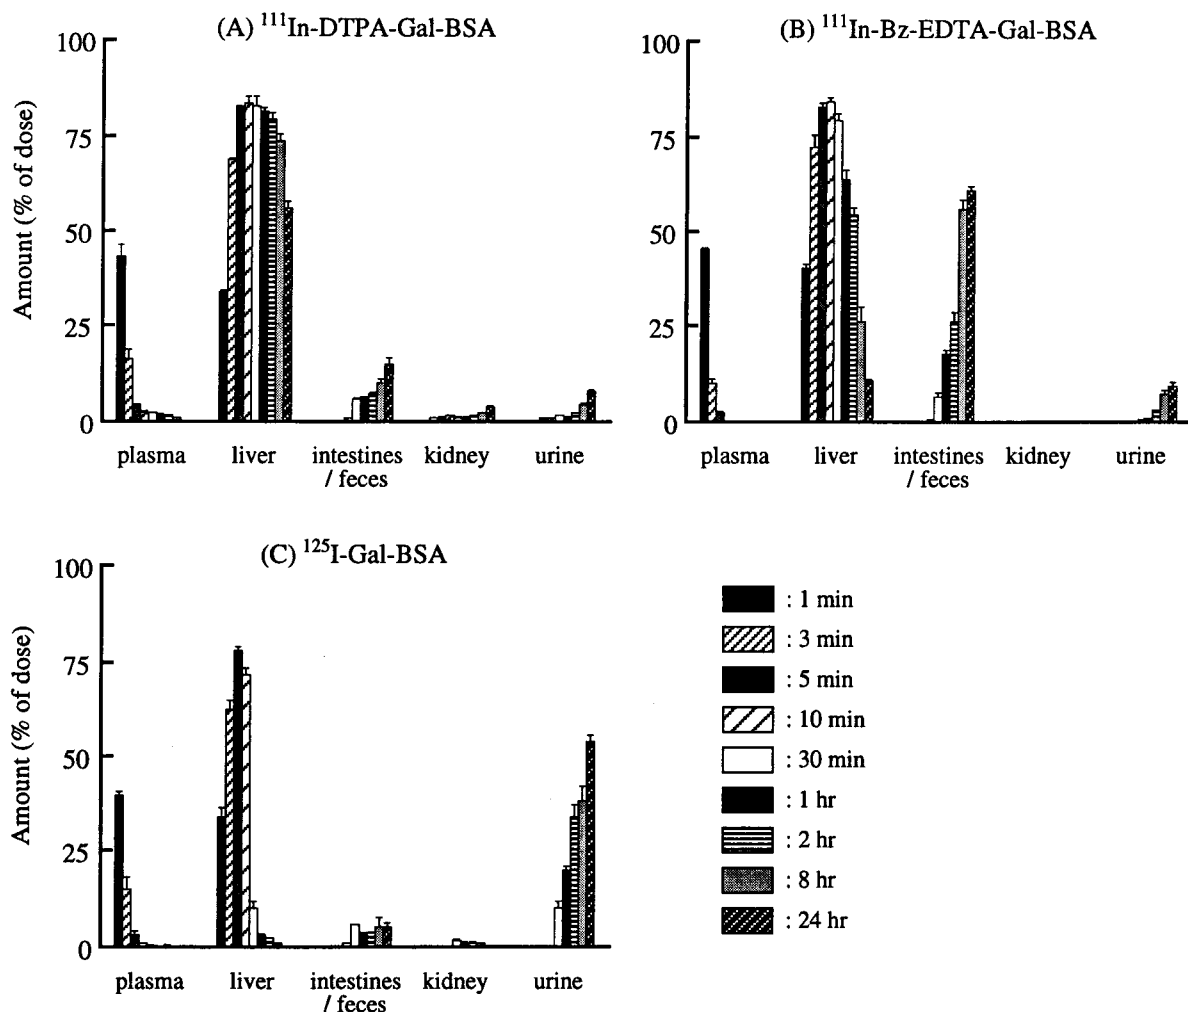 (A) ¹¹¹In-DTPA-Gal-BSA
Amount (% of dose)
100
75
50
25
0
plasma liver intestines / feces kidney urine
(B) ¹¹¹In-Bz-EDTA-Gal-BSA
100
75
50
25
0
plasma liver intestines / feces kidney urine
(C) ¹²⁵I-Gal-BSA
Amount (% of dose)
100
75
50
25
0
plasma liver intestines / feces kidney urine
: 1 min
: 3 min
: 5 min
: 10 min
: 30 min
: 1 hr
: 2 hr
: 8 hr
: 24 hr